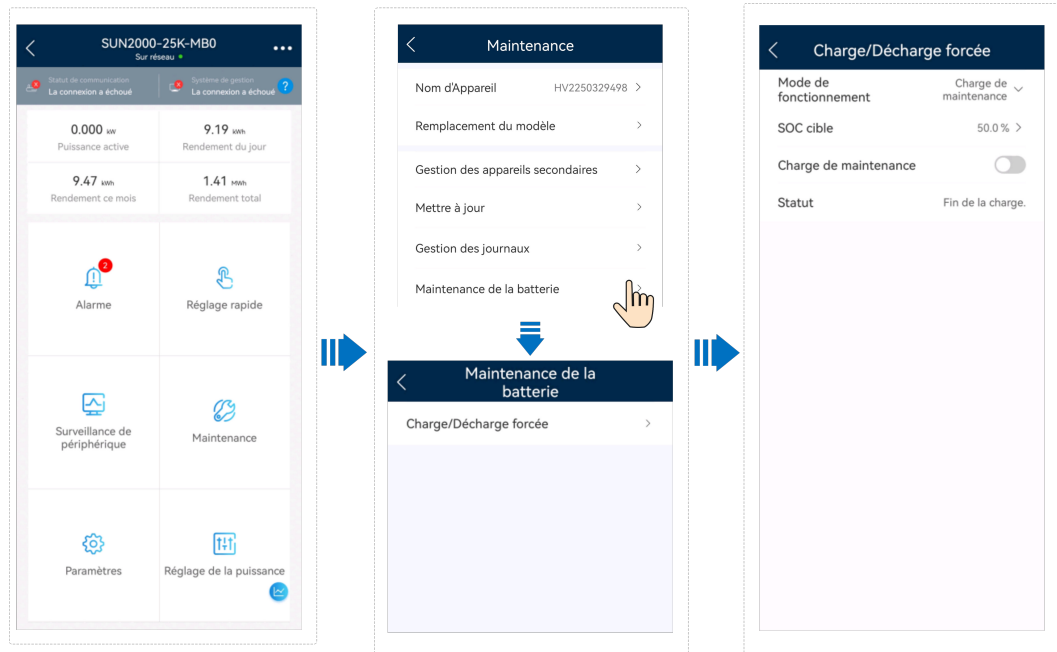 SUN2000-25K-MB0
Sur réseau
Statut de communication
La connexion a échoué
Système de gestion
La connexion a échoué
?
0.000 kW
Puissance active
9.19 kWh
Rendement du jour
9.47 kWh
Rendement ce mois
1.41 MWh
Rendement total
2
Alarme
Réglage rapide
Surveillance de
périphérique
Maintenance
Paramètres
Réglage de la puissance
Maintenance
Nom d'Appareil HV2250329498
Remplacement du modèle
Gestion des appareils secondaires
Mettre à jour
Gestion des journaux
Maintenance de la batterie
Maintenance de la
batterie
Charge/Décharge forcée
Charge/Décharge forcée
Mode de
fonctionnement
Charge de
maintenance
SOC cible 50.0 %
Charge de maintenance
Statut Fin de la charge.